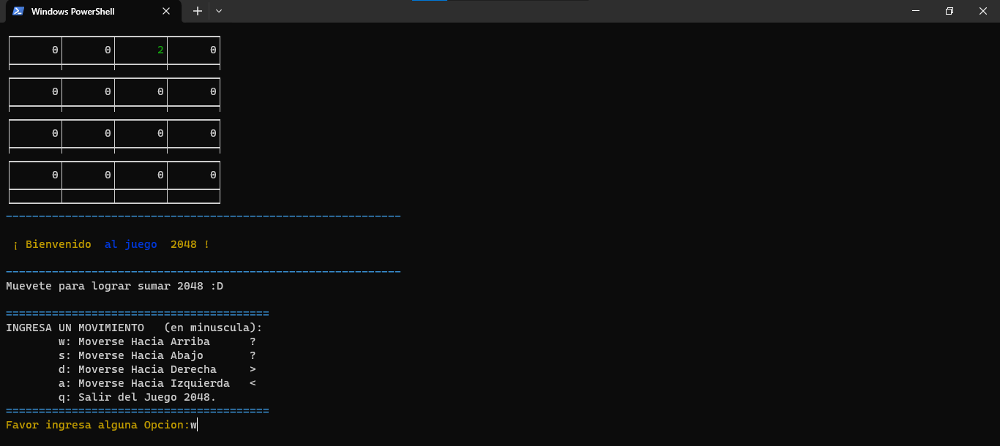 Windows PowerShell
0 0 2 0
0 0 0 0
0 0 0 0
0 0 0 0
------------------------------------------------------------
¡ Bienvenido  al juego  2048 !
------------------------------------------------------------
Muevete para lograr sumar 2048 :D
========================================
INGRESA UN MOVIMIENTO   (en minuscula):
        w: Moverse Hacia Arriba      ?
        s: Moverse Hacia Abajo       ?
        d: Moverse Hacia Derecha     >
        a: Moverse Hacia Izquierda   <
        q: Salir del Juego 2048.
========================================
Favor ingresa alguna Opcion:w